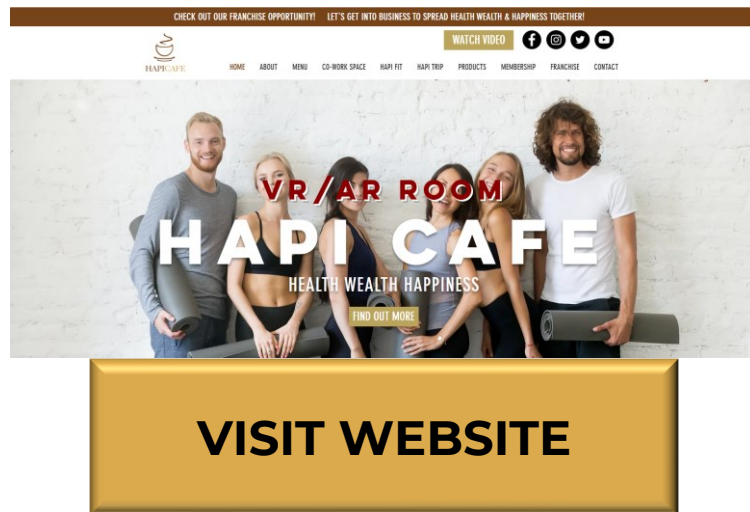 CHECK OUT OUR FRANCHISE OPPORTUNITY! LET'S GET INTO BUSINESS TO SPREAD HEALTH WEALTH & HAPPINESS TOGETHER!
WATCH VIDEO
HAPICAFE
HOME ABOUT MENU CO-WORK SPACE HAPI FIT HAPI TRIP PRODUCTS MEMBERSHIP FRANCHISE CONTACT
VR/AR ROOM
HAPI CAFE
HEALTH WEALTH HAPPINESS
FIND OUT MORE
VISIT WEBSITE